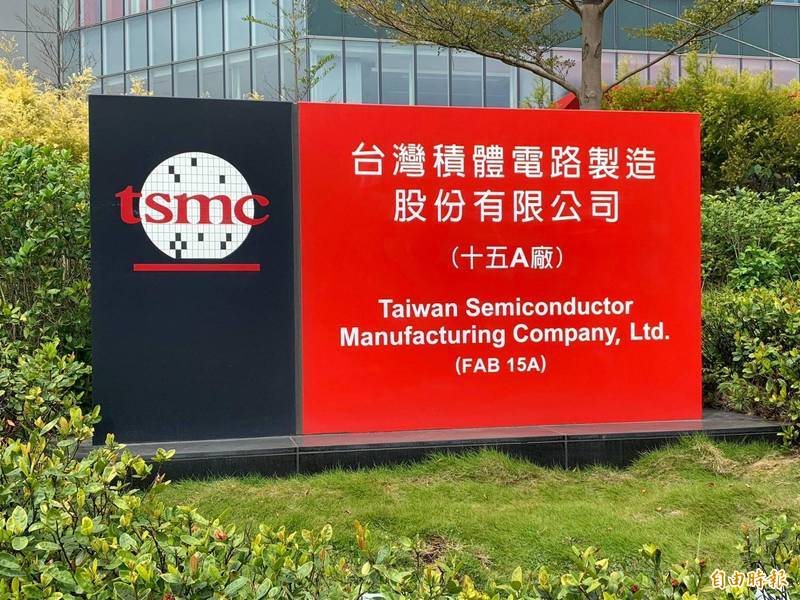 tsmc
台灣積體電路製造
股份有限公司
（十五A廠）
Taiwan Semiconductor
Manufacturing Company, Ltd.
(FAB 15A)
自由時報